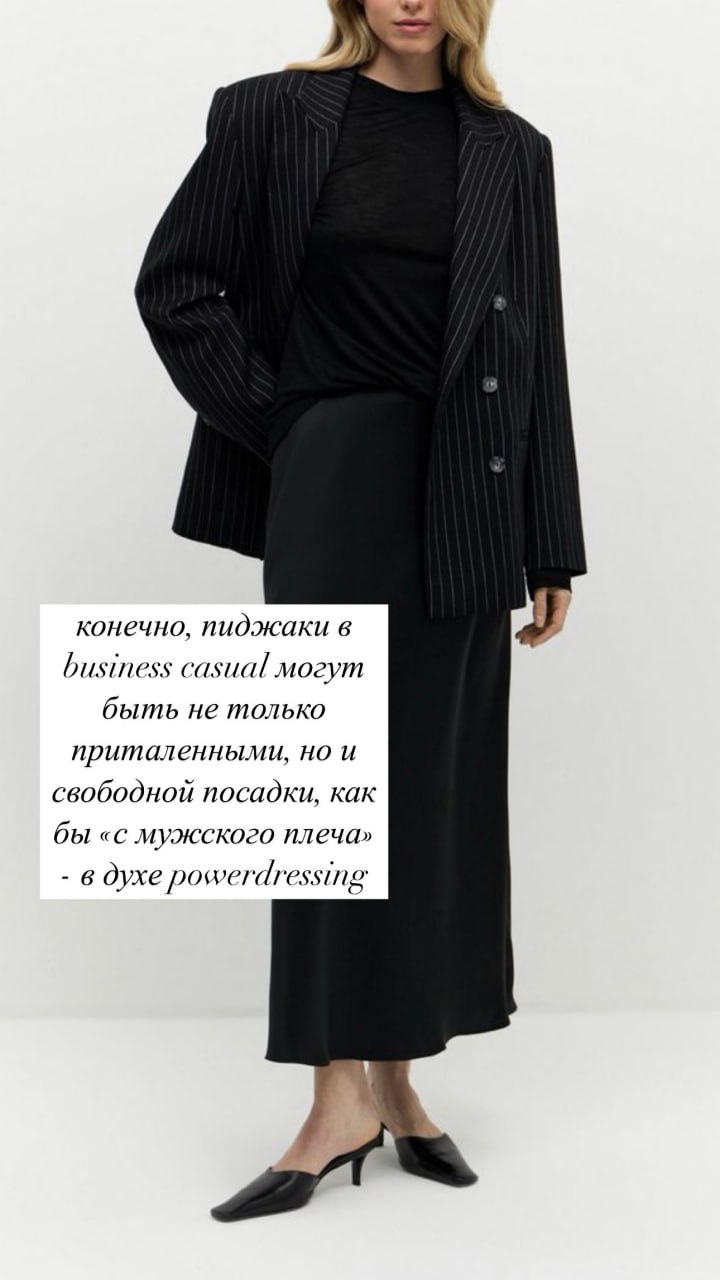 конечно, пиджаки в
business casual могут
быть не только
приталенными, но и
свободной посадки, как
бы «с мужского плеча»
- в духе powerdressing